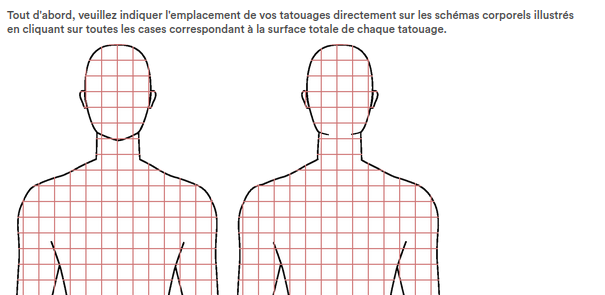 Tout d'abord, veuillez indiquer l'emplacement de vos tatouages directement sur les schémas corporels illustrés
en cliquant sur toutes les cases correspondant à la surface totale de chaque tatouage.